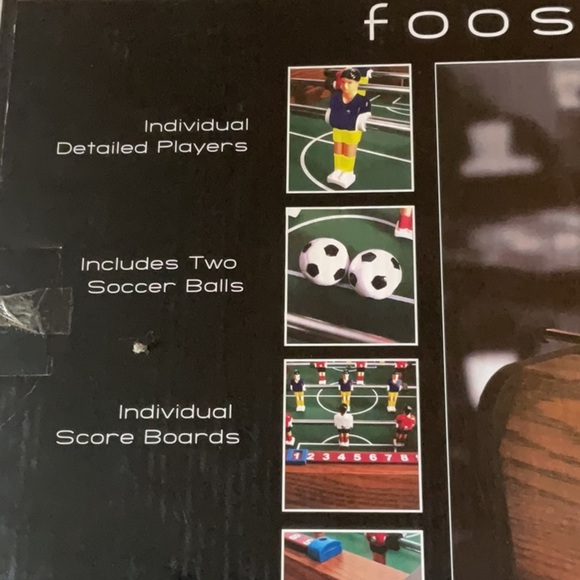 foos
Individual
Detailed Players
Includes Two
Soccer Balls
Individual
Score Boards
1 2 3 4 5 6 7 8